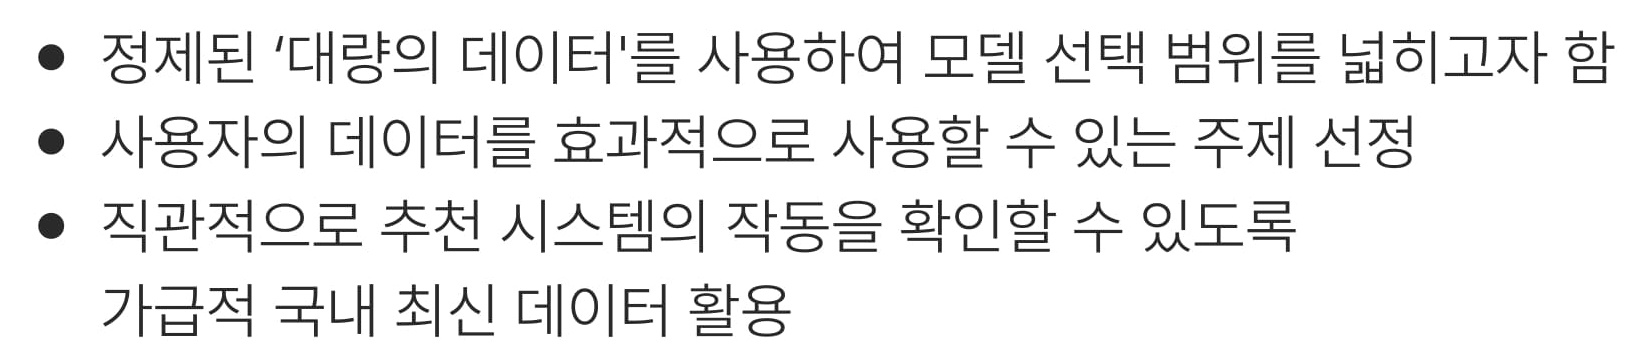 ● 정제된 ‘대량의 데이터'를 사용하여 모델 선택 범위를 넓히고자 함
● 사용자의 데이터를 효과적으로 사용할 수 있는 주제 선정
● 직관적으로 추천 시스템의 작동을 확인할 수 있도록
가급적 국내 최신 데이터 활용